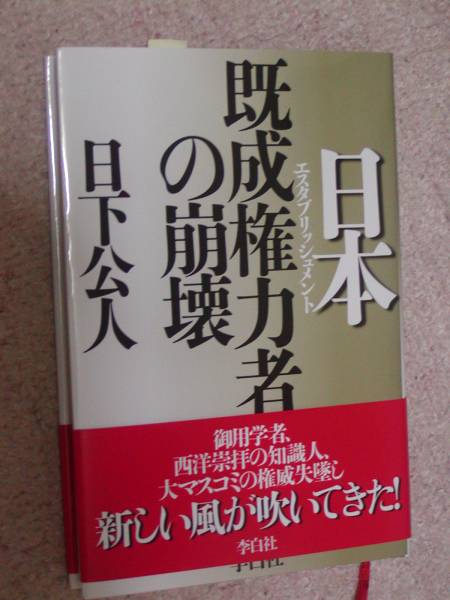 日本
エスタブリッシュメント
既成権力者
の崩壊
日下公人
御用学者、
西洋崇拝の知識人、
大マスコミの権威失墜し
新しい風が吹いてきた!
李白社
李白社